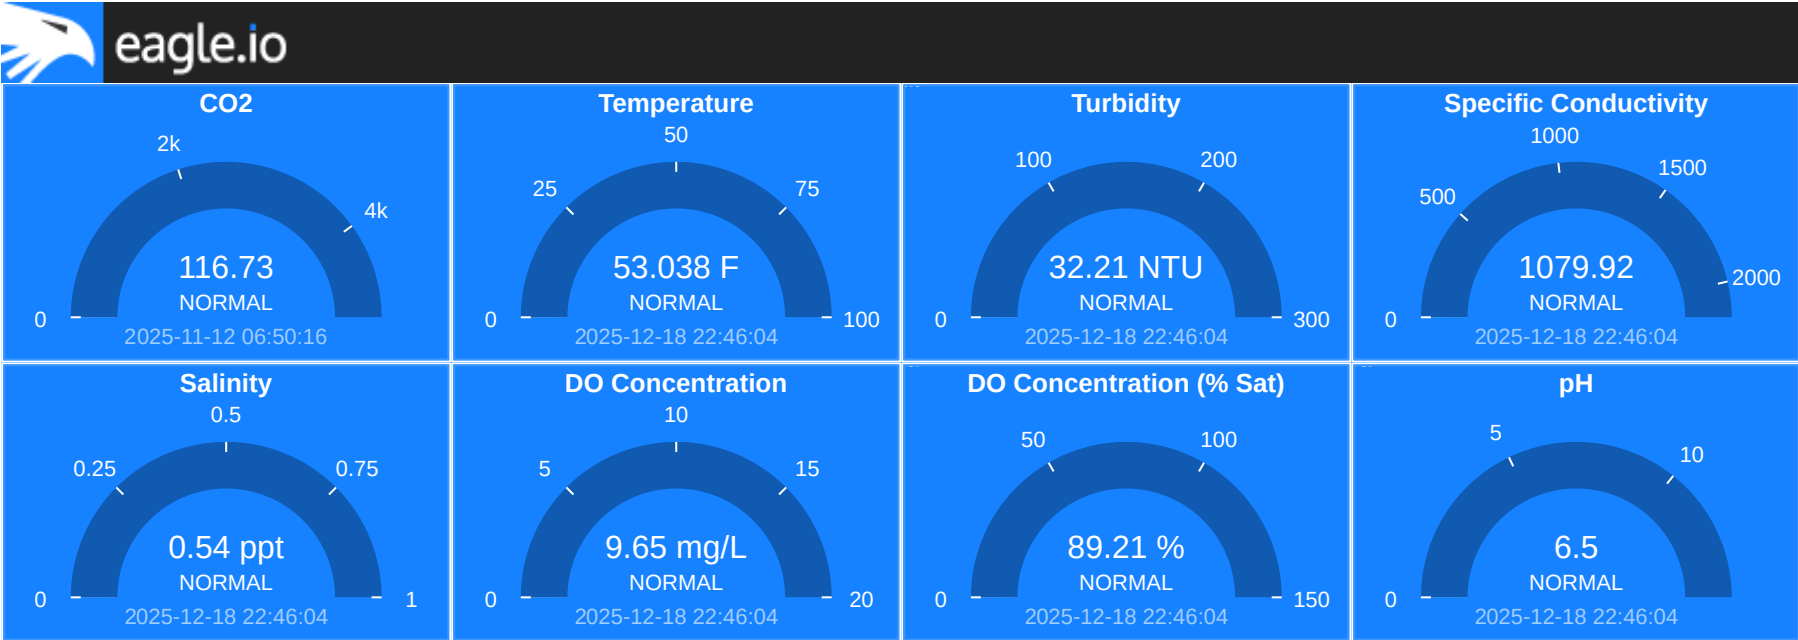 eagle.io
CO2
2k
4k
0
116.73
NORMAL
2025-11-12 06:50:16
Temperature
50
25
75
0
100
53.038 F
NORMAL
2025-12-18 22:46:04
Turbidity
100
200
0
300
32.21 NTU
NORMAL
2025-12-18 22:46:04
Specific Conductivity
1000
1500
500
2000
0
1079.92
NORMAL
2025-12-18 22:46:04
Salinity
0.5
0.25
0.75
0
1
0.54 ppt
NORMAL
2025-12-18 22:46:04
DO Concentration
10
5
15
0
20
9.65 mg/L
NORMAL
2025-12-18 22:46:04
DO Concentration (% Sat)
50
100
0
150
89.21 %
NORMAL
2025-12-18 22:46:04
pH
5
10
0
6.5
NORMAL
2025-12-18 22:46:04